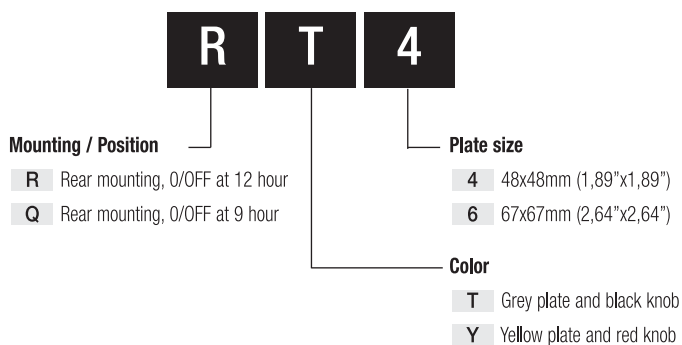 R T 4
Mounting / Position
R Rear mounting, 0/OFF at 12 hour
Q Rear mounting, 0/OFF at 9 hour
Plate size
4 48x48mm (1,89”x1,89”)
6 67x67mm (2,64”x2,64”)
Color
T Grey plate and black knob
Y Yellow plate and red knob